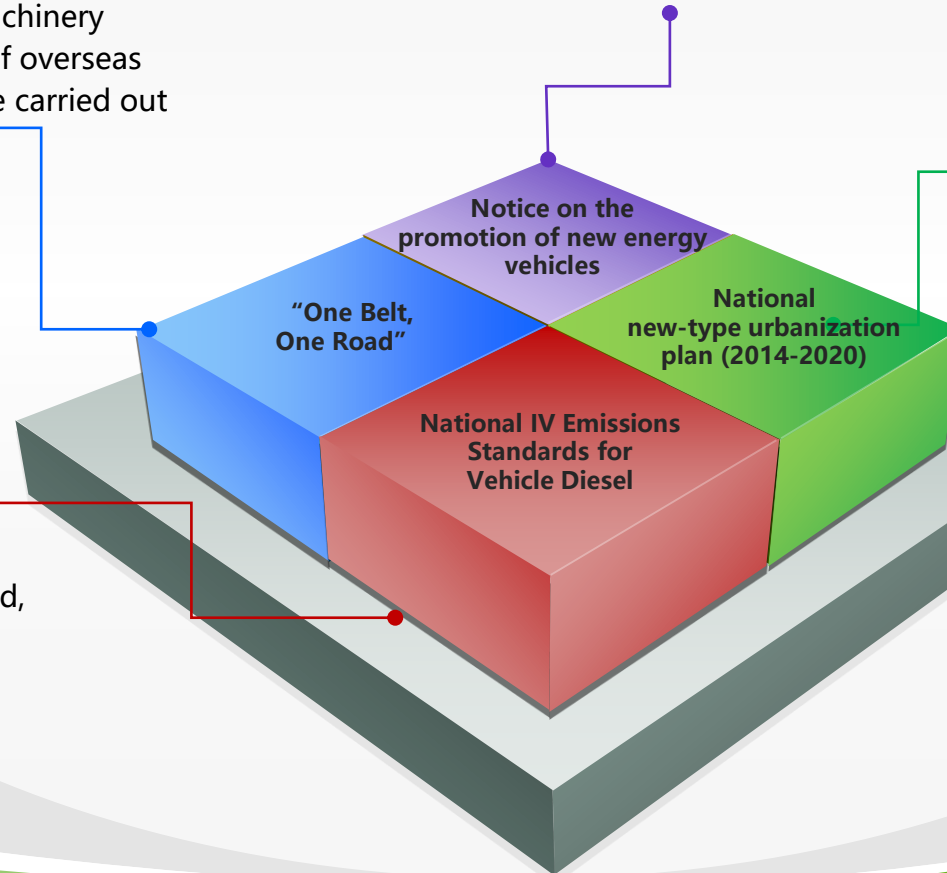 chinery
f overseas
e carried out
Notice on the
promotion of new energy
vehicles
“One Belt,
One Road”
National
new-type urbanization
plan (2014-2020)
National IV Emissions
Standards for
Vehicle Diesel
d,